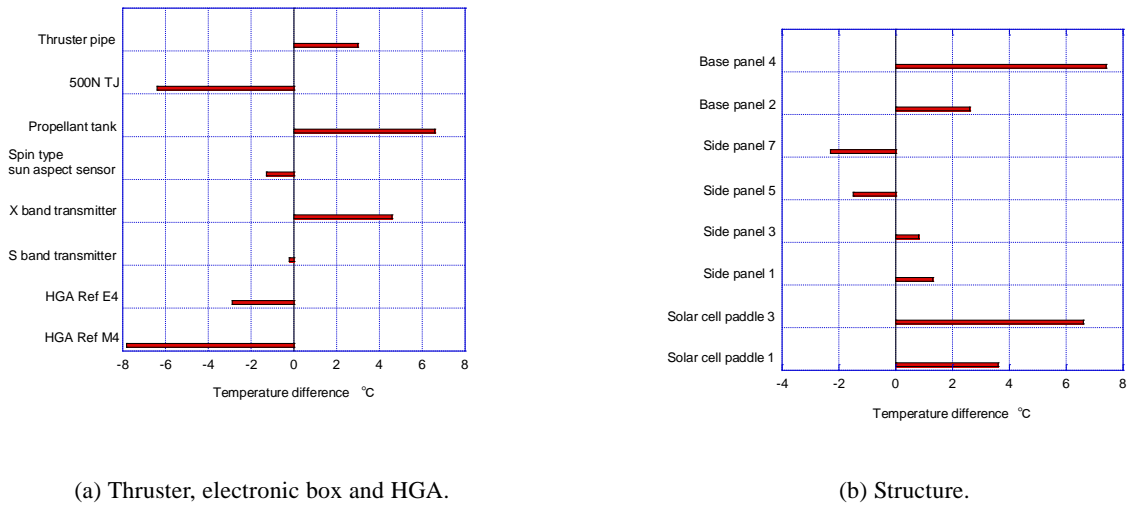 Thruster pipe
500N TJ
Propellant tank
Spin type
sun aspect sensor
X band transmitter
S band transmitter
HGA Ref E4
HGA Ref M4
-8 -6 -4 -2 0 2 4 6 8
Temperature difference °C
(a) Thruster, electronic box and HGA.
Base panel 4
Base panel 2
Side panel 7
Side panel 5
Side panel 3
Side panel 1
Solar cell paddle 3
Solar cell paddle 1
-4 -2 0 2 4 6 8
Temperature difference °C
(b) Structure.